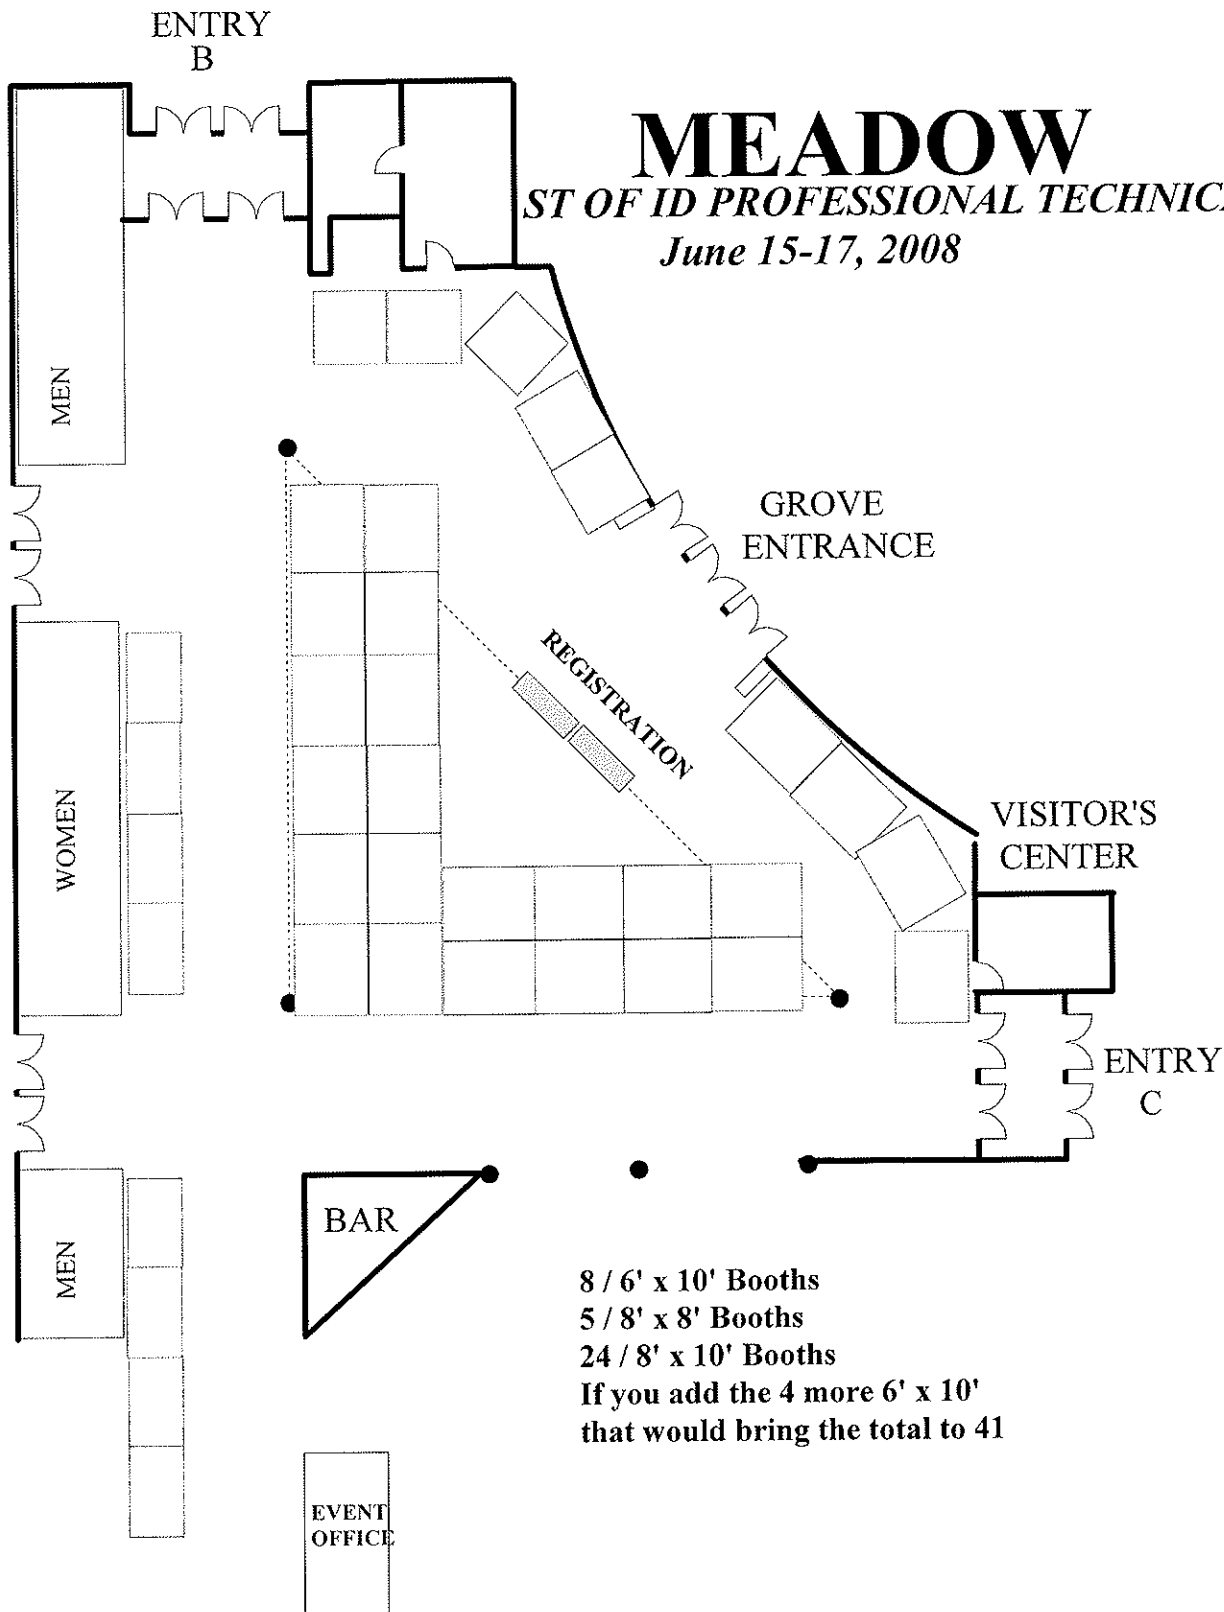 ENTRY
B
MEADOW
ST OF ID PROFESSIONAL TECHNICA
June 15-17, 2008
MEN
GROVE
ENTRANCE
REGISTRATION
WOMEN
VISITOR'S
CENTER
ENTRY
C
MEN
BAR
8 / 6' x 10' Booths
5 / 8' x 8' Booths
24 / 8' x 10' Booths
If you add the 4 more 6' x 10'
that would bring the total to 41
EVENT
OFFICE